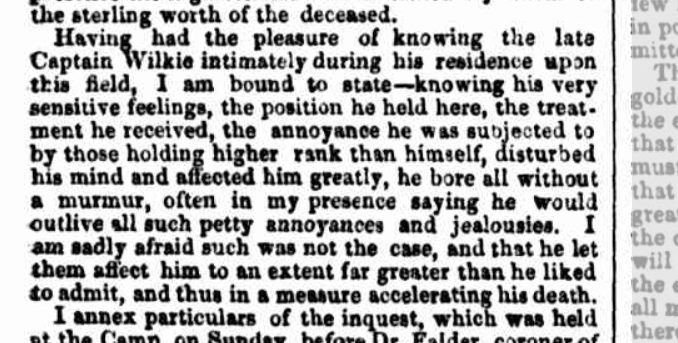 the sterling worth of the deceased.
Having had the pleasure of knowing the late
Captain Wilkie intimately during his residence upon
this field, I am bound to state—knowing his very
sensitive feelings, the position he held here, the treat-
ment he received, the annoyance he was subjected to
by those holding higher rank than himself, disturbed
his mind and affected him greatly, he bore all without
a murmur, often in my presence saying he would
outlive all such petty annoyances and jealousies. I
am sadly afraid such was not the case, and that he let
them affect him to an extent far greater than he liked
to admit, and thus in a measure accelerating his death.
I annex particulars of the inquest, which was held
at the Camp, on Sunday, before Dr. Falder, coroner of
few
in po
mitte
Th
gold
the e
that
must
that
great
the c
will
the e
all m
there